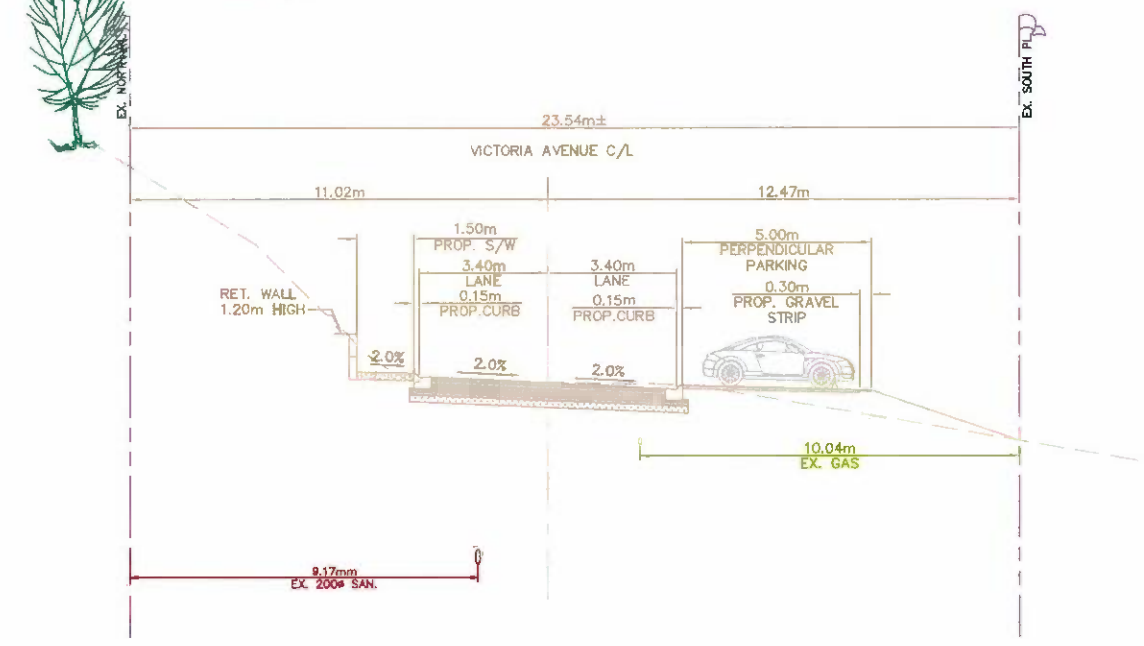 EX.
EX. SOUTH PL
23.54m±
VICTORIA AVENUE C/L
11.02m
12.47m
1.50m
PROP. S/W
5.00m
PERPENDICULAR
PARKING
3.40m
LANE
3.40m
LANE
0.15m
PROP.CURB
0.15m
PROP.CURB
0.30m
PROP. GRAVEL
STRIP
RET. WALL
1.20m HIGH
2.0%
2.0%
2.0%
10.04m
EX. GAS
9.17mm
EX. 200ø SAN.